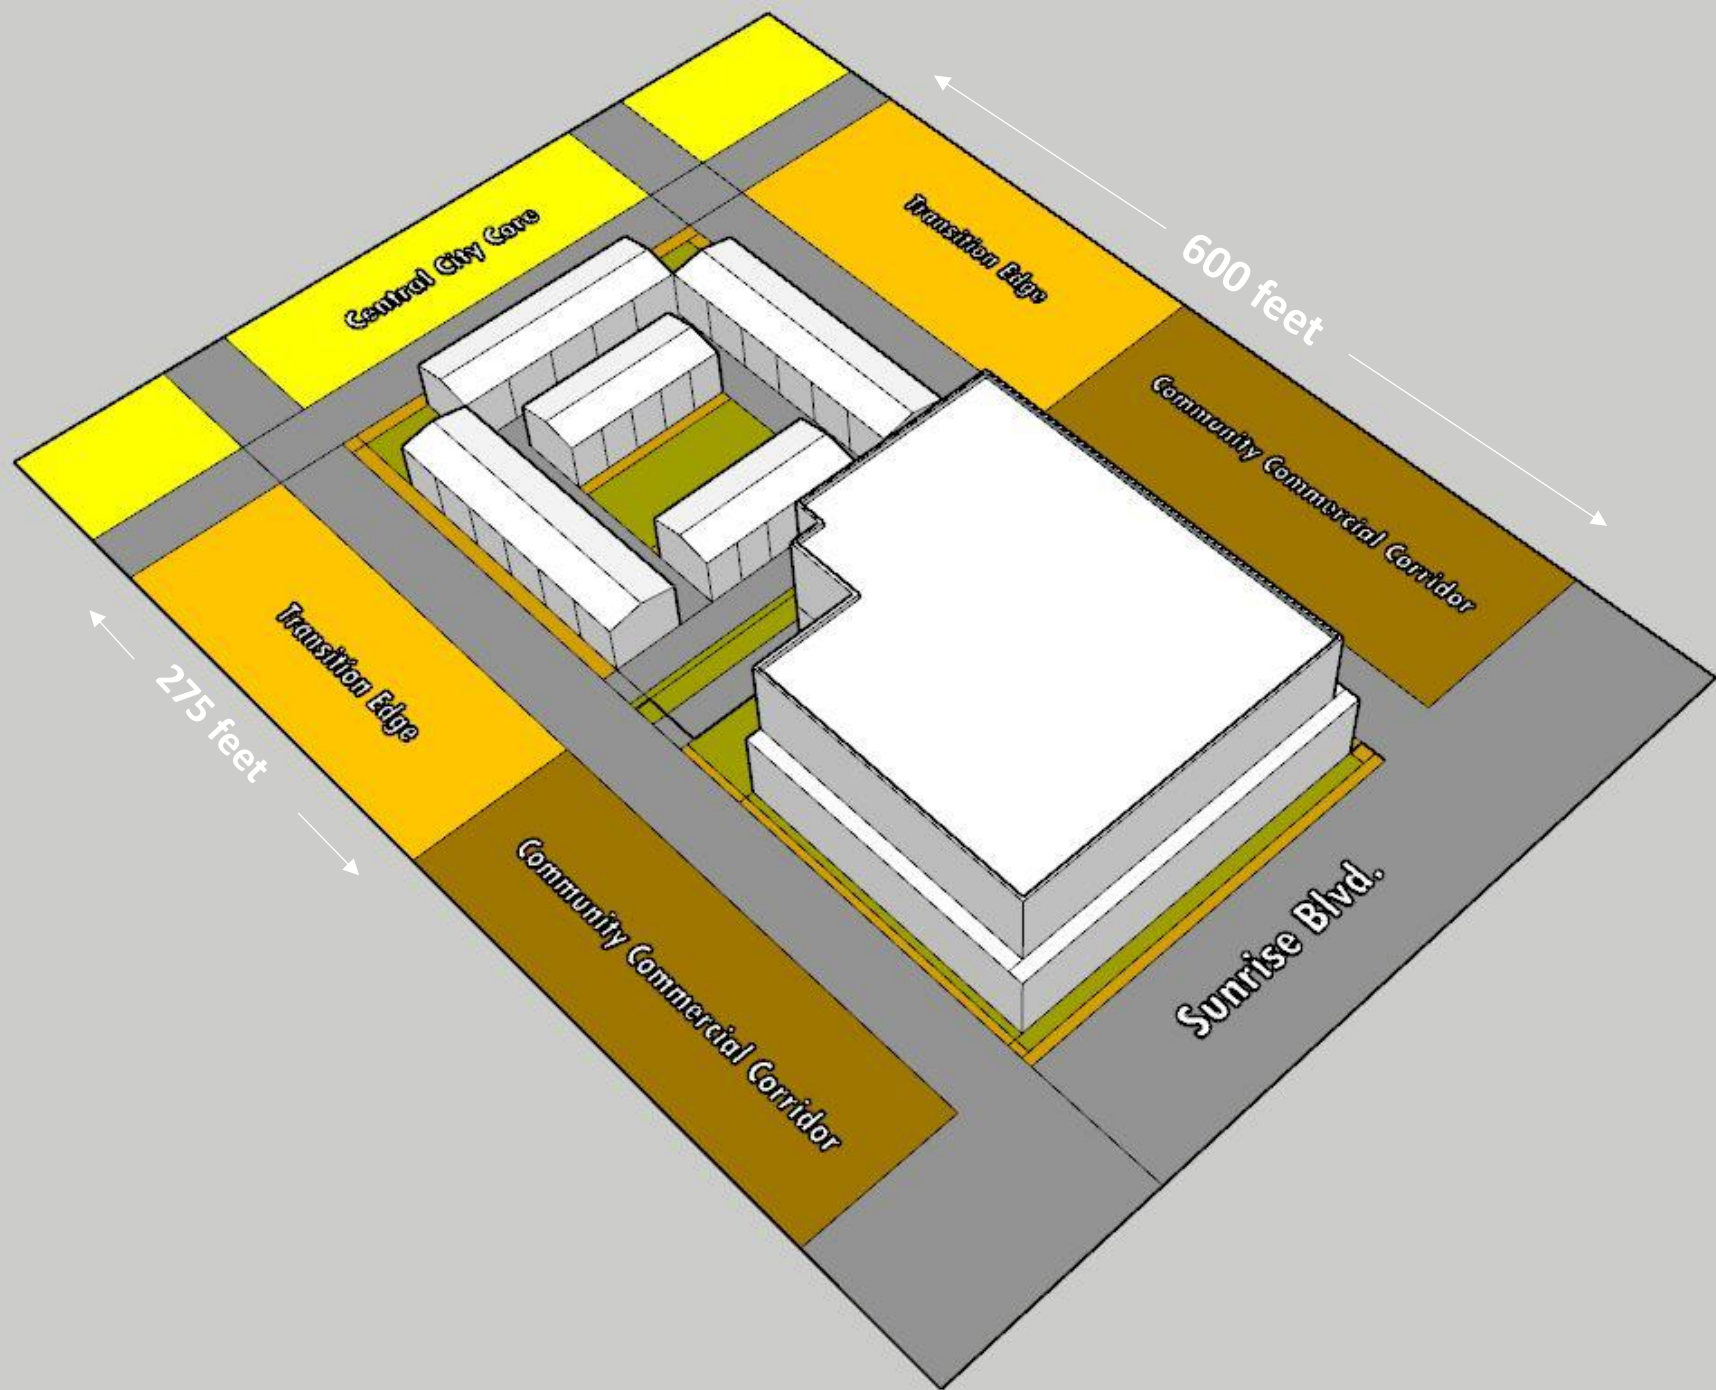 Central City Core
Transition Edge
600 feet
Community Commercial Corridor
Transition Edge
275 feet
Community Commercial Corridor
Sunrise Blvd.